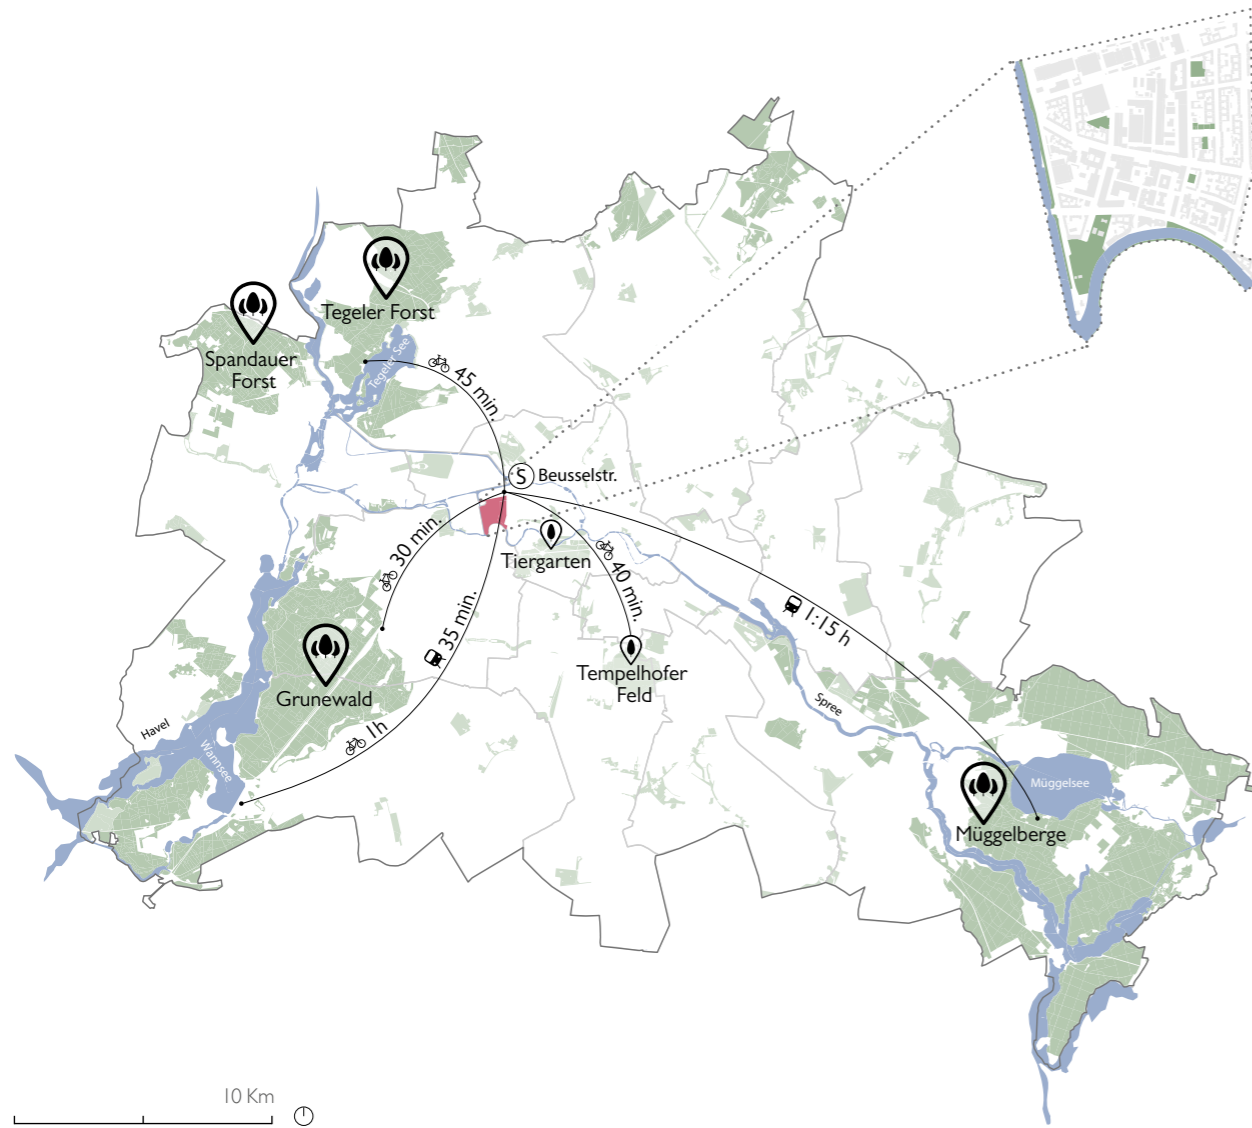 Tegeler Forst
Spandauer
Forst
Tegeler See
45 min.
S Beusselstr.
30 min.
Tiergarten
40 min.
35 min.
1:15 h
Tempelhofer
Feld
Grunewald
Spree
Havel
1h
Wannsee
Müggelsee
Müggelberge
10 Km